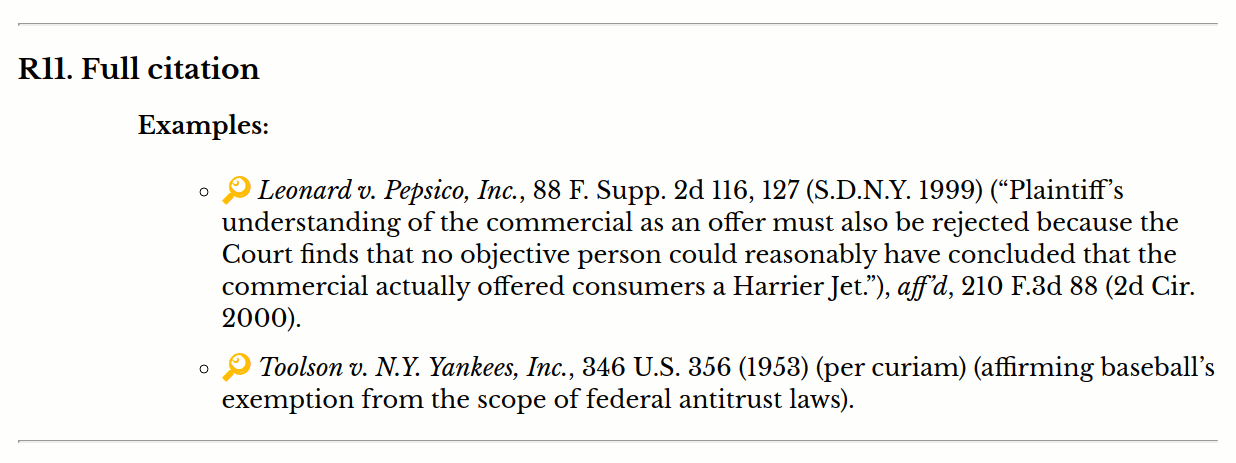 R11. Full citation
Examples:
Leonard v. Pepsico, Inc., 88 F. Supp. 2d 116, 127 (S.D.N.Y. 1999) (“Plaintiff’s
understanding of the commercial as an offer must also be rejected because the
Court finds that no objective person could reasonably have concluded that the
commercial actually offered consumers a Harrier Jet.”), aff’d, 210 F.3d 88 (2d Cir.
2000).
Toolson v. N.Y. Yankees, Inc., 346 U.S. 356 (1953) (per curiam) (affirming baseball’s
exemption from the scope of federal antitrust laws).